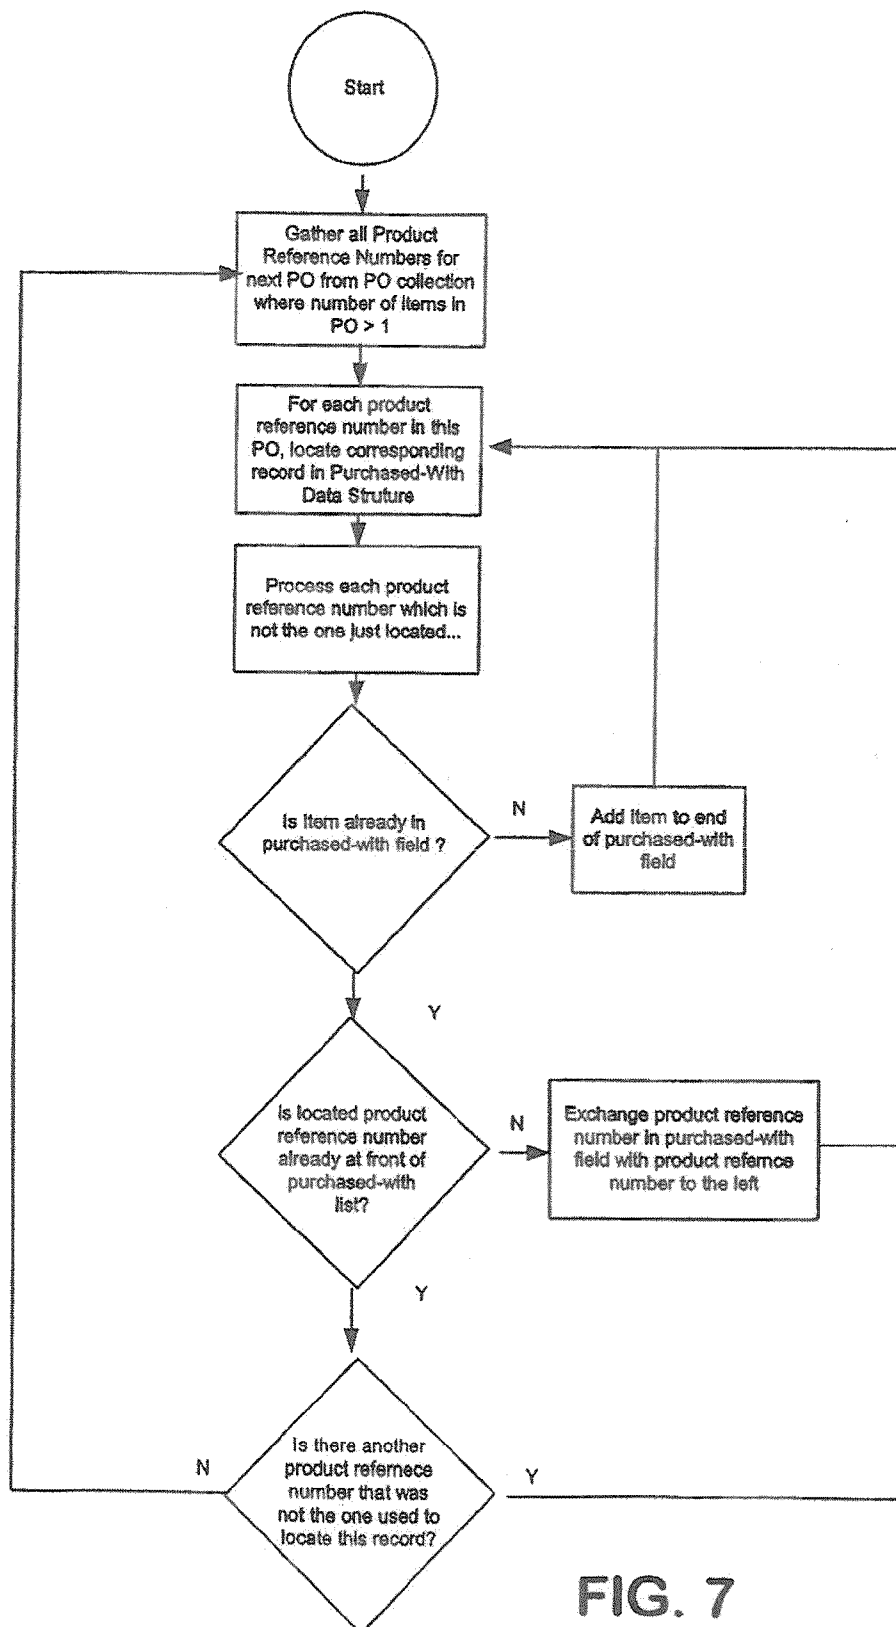 Start
Gather all Product
Reference Numbers for
next PO from PO collection
where number of items in
PO > 1
For each product
reference number in this
PO, locate corresponding
record in Purchased-With
Data Struture
Process each product
reference number which is
not the one just located...
Is item already in
purchased-with field ?
N
Add item to end
of purchased-with
field
Y
Is located product
reference number
already at front of
purchased-with
list?
N
Exchange product reference
number in purchased-with
field with product refernce
number to the left
Y
Is there another
product refernece
number that was
not the one used to
locate this record?
N
Y
FIG. 7